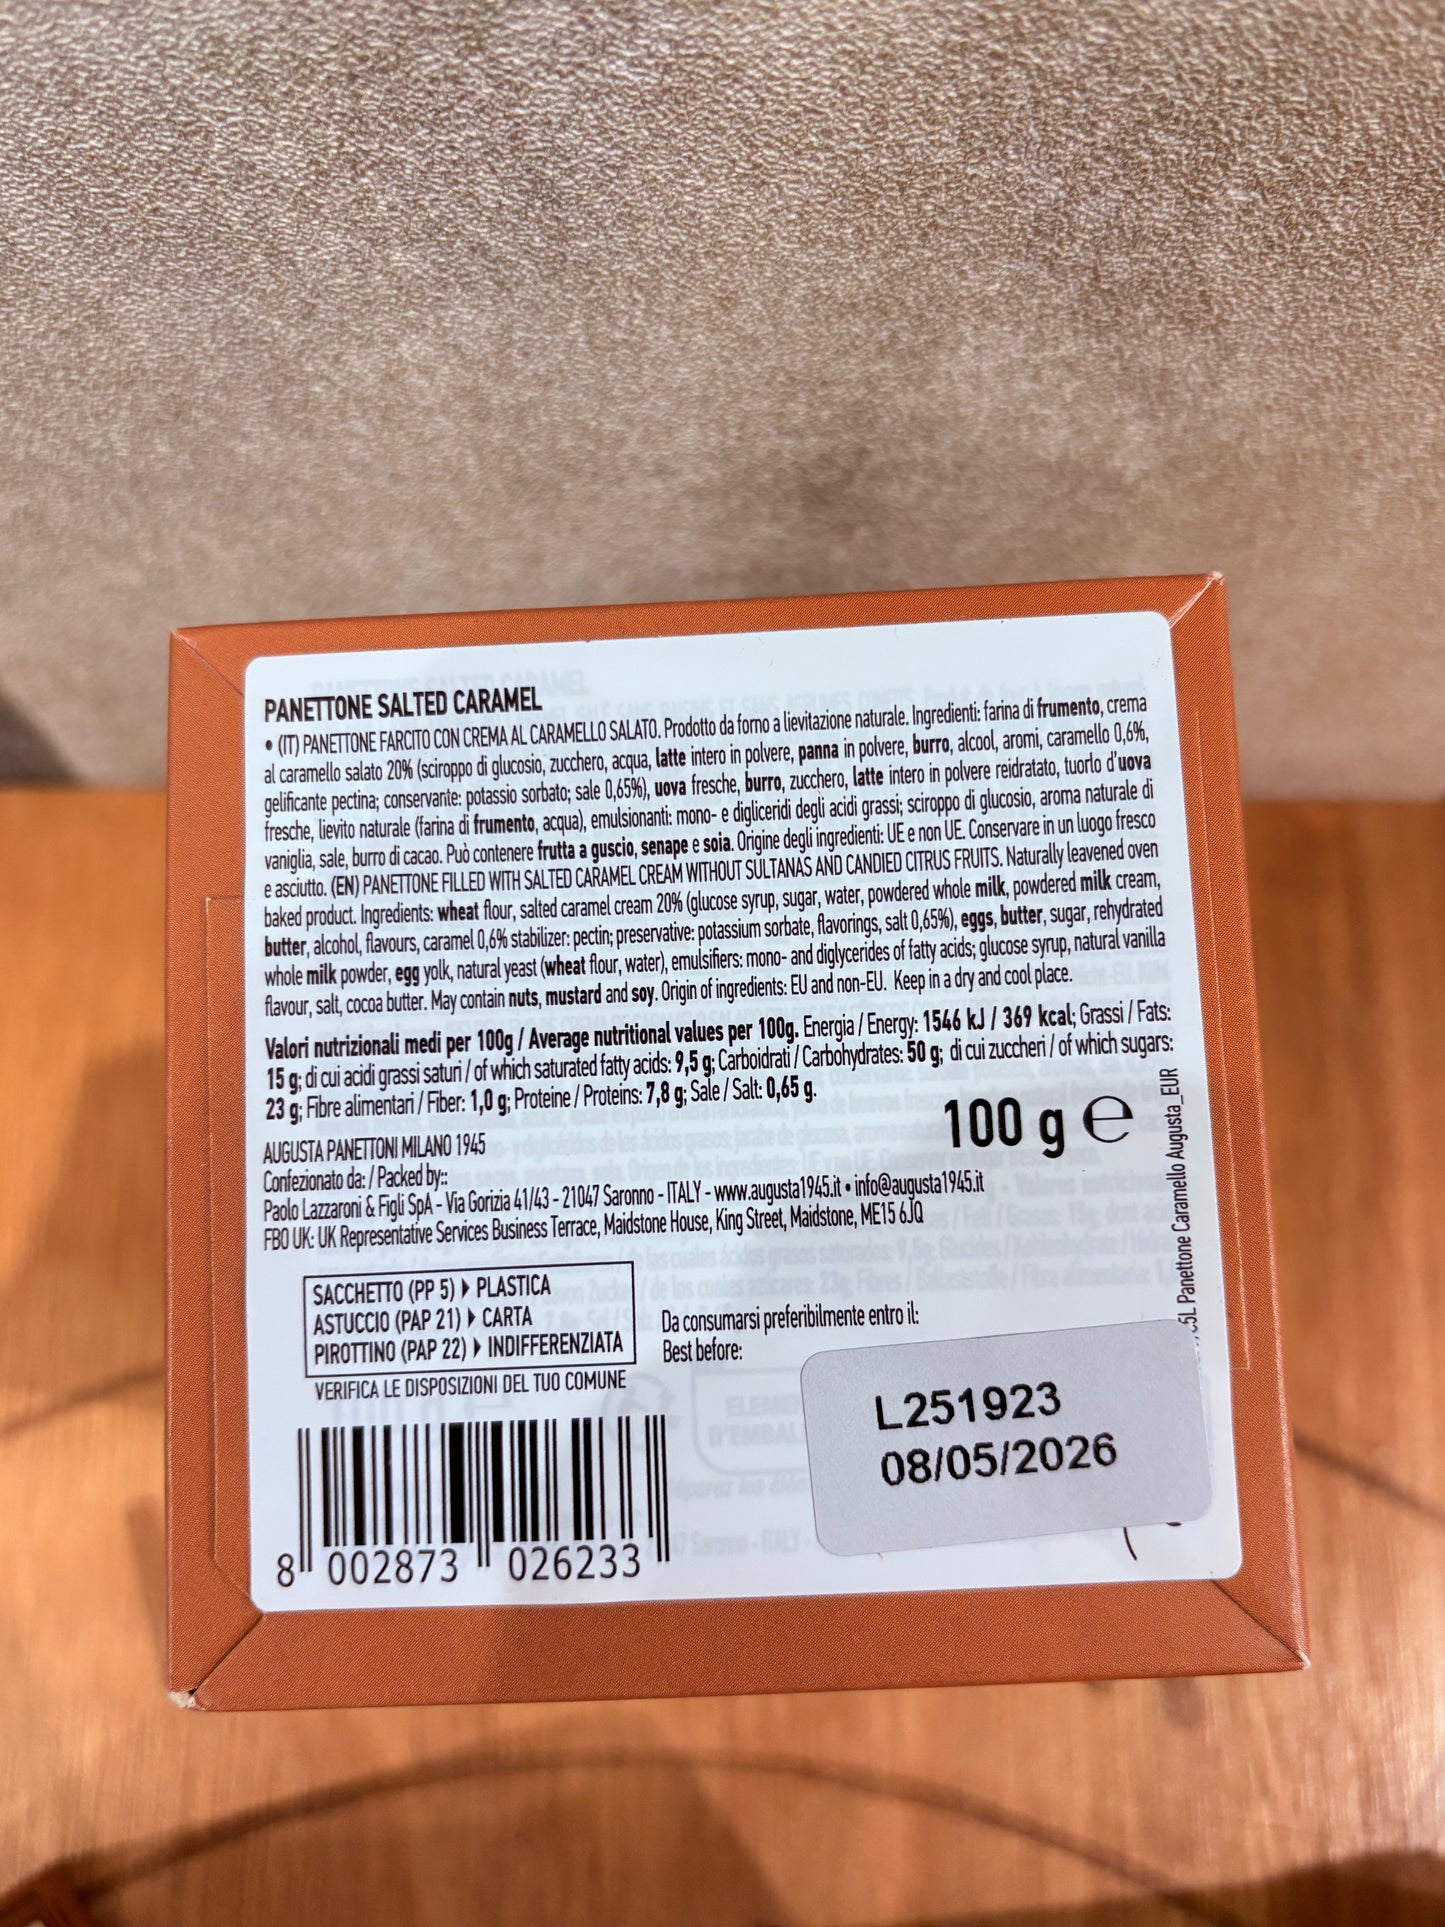 PANETTONE SALTED CARAMEL
• (IT) PANETTONE FARCITO CON CREMA AL CARAMELLO SALATO. Prodotto da forno a lievitazione naturale. Ingredienti: farina di frumento, crema
al caramello salato 20% (sciroppo di glucosio, zucchero, acqua, latte intero in polvere, panna in polvere, burro, alcool, aromi, caramello 0,6%,
gelificante pectina; conservante: potassio sorbato; sale 0,65%), uova fresche, burro, zucchero, latte intero in polvere reidratato, tuorlo d'uova
fresche, lievito naturale (farina di frumento, acqua), emulsionanti: mono- e digliceridi degli acidi grassi; sciroppo di glucosio, aroma naturale di
vaniglia, sale, burro di cacao. Può contenere frutta a guscio, senape e soia. Origine degli ingredienti: UE e non UE. Conservare in un luogo fresco
e asciutto. (EN) PANETTONE FILLED WITH SALTED CARAMEL CREAM WITHOUT SULTANAS AND CANDIED CITRUS FRUITS. Naturally leavened oven
baked product. Ingredients: wheat flour, salted caramel cream 20% (glucose syrup, sugar, water, powdered whole milk, powdered milk cream,
butter, alcohol, flavours, caramel 0,6% stabilizer: pectin; preservative: potassium sorbate, flavorings, salt 0,65%), eggs, butter, sugar, rehydrated
whole milk powder, egg yolk, natural yeast (wheat flour, water), emulsifiers: mono- and diglycerides of fatty acids; glucose syrup, natural vanilla
flavour, salt, cocoa butter. May contain nuts, mustard and soy. Origin of ingredients: EU and non-EU. Keep in a dry and cool place.
Valori nutrizionali medi per 100g / Average nutritional values per 100g. Energia / Energy: 1546 kJ / 369 kcal; Grassi / Fats:
15 g; di cui acidi grassi saturi / of which saturated fatty acids: 9,5 g; Carboidrati / Carbohydrates: 50 g; di cui zuccheri / of which sugars:
23 g; Fibre alimentari / Fiber: 1,0 g; Proteine / Proteins: 7,8 g; Sale / Salt: 0,65 g.
100 g ℮
AUGUSTA PANETTONI MILANO 1945
Confezionato da: / Packed by::
Paolo Lazzaroni & Figli SpA - Via Gorizia 41/43 - 21047 Saronno - ITALY - www.augusta1945.it • info@augusta1945.it
FBO UK: UK Representative Services Business Terrace, Maidstone House, King Street, Maidstone, ME15 6JQ
SACCHETTO (PP 5) PLASTICA
ASTUCCIO (PAP 21) CARTA
PIROTTINO (PAP 22) INDIFFERENZIATA
VERIFICA LE DISPOSIZIONI DEL TUO COMUNE
Da consumarsi preferibilmente entro il:
Best before:
L251923
08/05/2026
8 002873 026233
Panettone Caramello Augusta_EUR